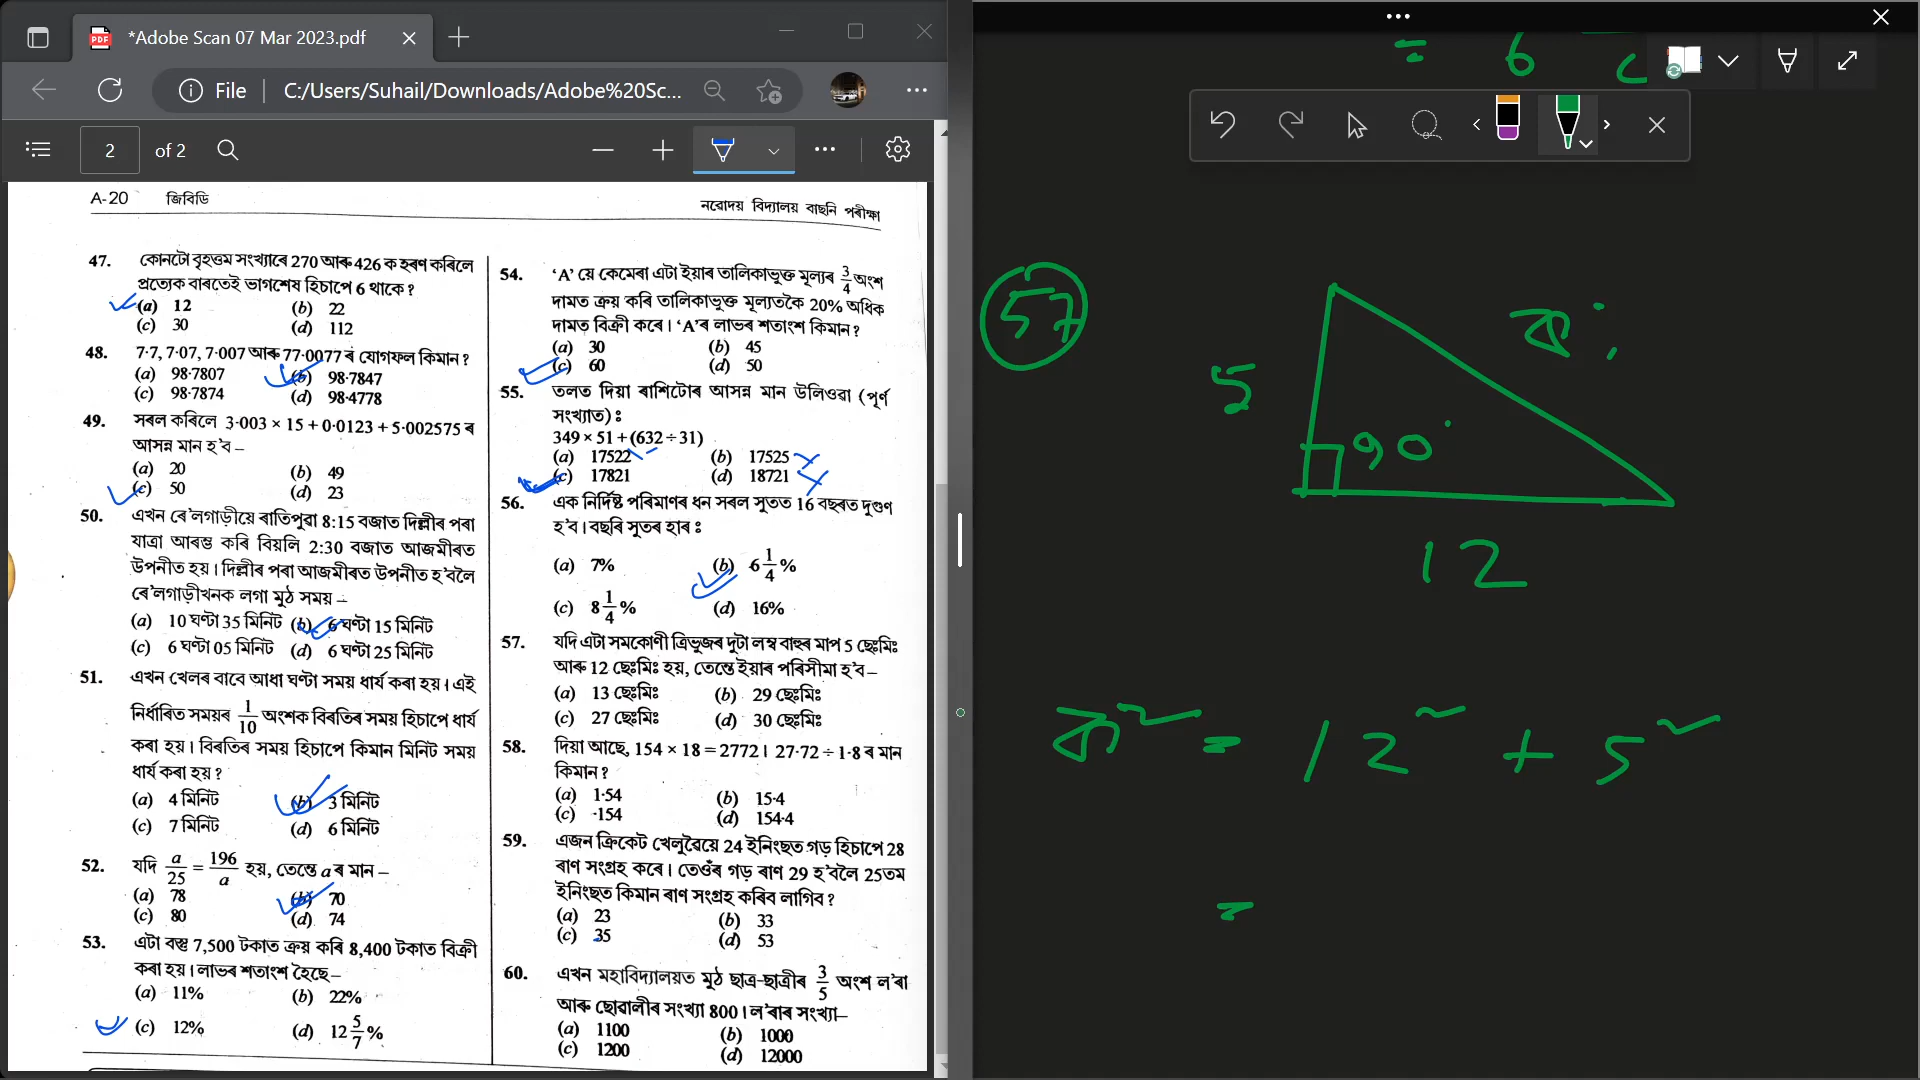 *Adobe Scan 07 Mar 2023.pdf
File C:/Users/Suhail/Downloads/Adobe%20Sc...
2 of 2
A-20 জিবিডি
নৱোদয় বিদ্যালয় বাছনি পৰীক্ষা
47. কোনটো বৃহত্তম সংখ্যাৰে 270 আৰু 426 ক হৰণ কৰিলে
প্ৰত্যেক বাৰতেই ভাগশেষ হিচাপে 6 থাকে ?
(a) 12 (b) 22
(c) 30 (d) 112
48. 7·7, 7·07, 7·007 আৰু 77·0077 ৰ যোগফল কিমান ?
(a) 98·7807 (b) 98·7847
(c) 98·7874 (d) 98·4778
49. সৰল কৰিলে 3·003 × 15 + 0·0123 + 5·002575 ৰ
আসন্ন মান হ'ব –
(a) 20 (b) 49
(c) 50 (d) 23
50. এখন ৰে'লগাড়ীয়ে ৰাতিপুৱা 8:15 বজাত দিল্লীৰ পৰা
যাত্ৰা আৰম্ভ কৰি বিয়লি 2:30 বজাত আজমীৰত
উপনীত হয়। দিল্লীৰ পৰা আজমীৰত উপনীত হ'বলৈ
ৰে'লগাড়ীখনক লগা মুঠ সময় –
(a) 10 ঘণ্টা 35 মিনিট (b) 6 ঘণ্টা 15 মিনিট
(c) 6 ঘণ্টা 05 মিনিট (d) 6 ঘণ্টা 25 মিনিট
51. এখন খেলৰ বাবে আধা ঘণ্টা সময় ধাৰ্য কৰা হয়। এই
নিৰ্ধাৰিত সময়ৰ 1/10 অংশক বিৰতিৰ সময় হিচাপে ধাৰ্য
কৰা হয়। বিৰতিৰ সময় হিচাপে কিমান মিনিট সময়
ধাৰ্য কৰা হয় ?
(a) 4 মিনিট (b) 3 মিনিট
(c) 7 মিনিট (d) 6 মিনিট
52. যদি a/25 = 196/a হয়, তেন্তে a ৰ মান –
(a) 78 (b) 70
(c) 80 (d) 74
53. এটা বস্তু 7,500 টকাত ক্ৰয় কৰি 8,400 টকাত বিক্ৰী
কৰা হয়। লাভৰ শতাংশ হৈছে –
(a) 11% (b) 22%
(c) 12% (d) 12 5/7 %
54. 'A' য়ে কেমেৰা এটা ইয়াৰ তালিকাভুক্ত মূল্যৰ 3/4 অংশ
দামত ক্ৰয় কৰি তালিকাভুক্ত মূল্যতকৈ 20% অধিক
দামত বিক্ৰী কৰে। 'A'ৰ লাভৰ শতাংশ কিমান ?
(a) 30 (b) 45
(c) 60 (d) 50
55. তলত দিয়া ৰাশিটোৰ আসন্ন মান উলিওৱা (পূৰ্ণ
সংখ্যাত) ঃ
349 × 51 + (632 ÷ 31)
(a) 17522 (b) 17525
(c) 17821 (d) 18721
56. এক নিৰ্দিষ্ট পৰিমাণৰ ধন সৰল সুতত 16 বছৰত দুগুণ
হ'ব। বছৰি সুতৰ হাৰ ঃ
(a) 7% (b) 6 1/4 %
(c) 8 1/4 % (d) 16%
57. যদি এটা সমকোণী ত্ৰিভুজৰ দুটা লম্ব বাহুৰ মাপ 5 ছেঃমিঃ
আৰু 12 ছেঃমিঃ হয়, তেন্তে ইয়াৰ পৰিসীমা হ'ব –
(a) 13 ছেঃমিঃ (b) 29 ছেঃমিঃ
(c) 27 ছেঃমিঃ (d) 30 ছেঃমিঃ
58. দিয়া আছে, 154 × 18 = 2772। 27·72 ÷ 1·8 ৰ মান
কিমান ?
(a) 1·54 (b) 15·4
(c) ·154 (d) 154·4
59. এজন ক্ৰিকেট খেলুৱৈয়ে 24 ইনিংছত গড় হিচাপে 28
ৰাণ সংগ্ৰহ কৰে। তেওঁৰ গড় ৰাণ 29 হ'বলৈ 25তম
ইনিংছত কিমান ৰাণ সংগ্ৰহ কৰিব লাগিব ?
(a) 23 (b) 33
(c) 35 (d) 53
60. এখন মহাবিদ্যালয়ত মুঠ ছাত্ৰ-ছাত্ৰীৰ 3/5 অংশ ল'ৰা
আৰু ছোৱালীৰ সংখ্যা 800। ল'ৰাৰ সংখ্যা–
(a) 1100 (b) 1000
(c) 1200 (d) 12000
= 6
57
5
90°
12
ক² = 12² + 5²
=